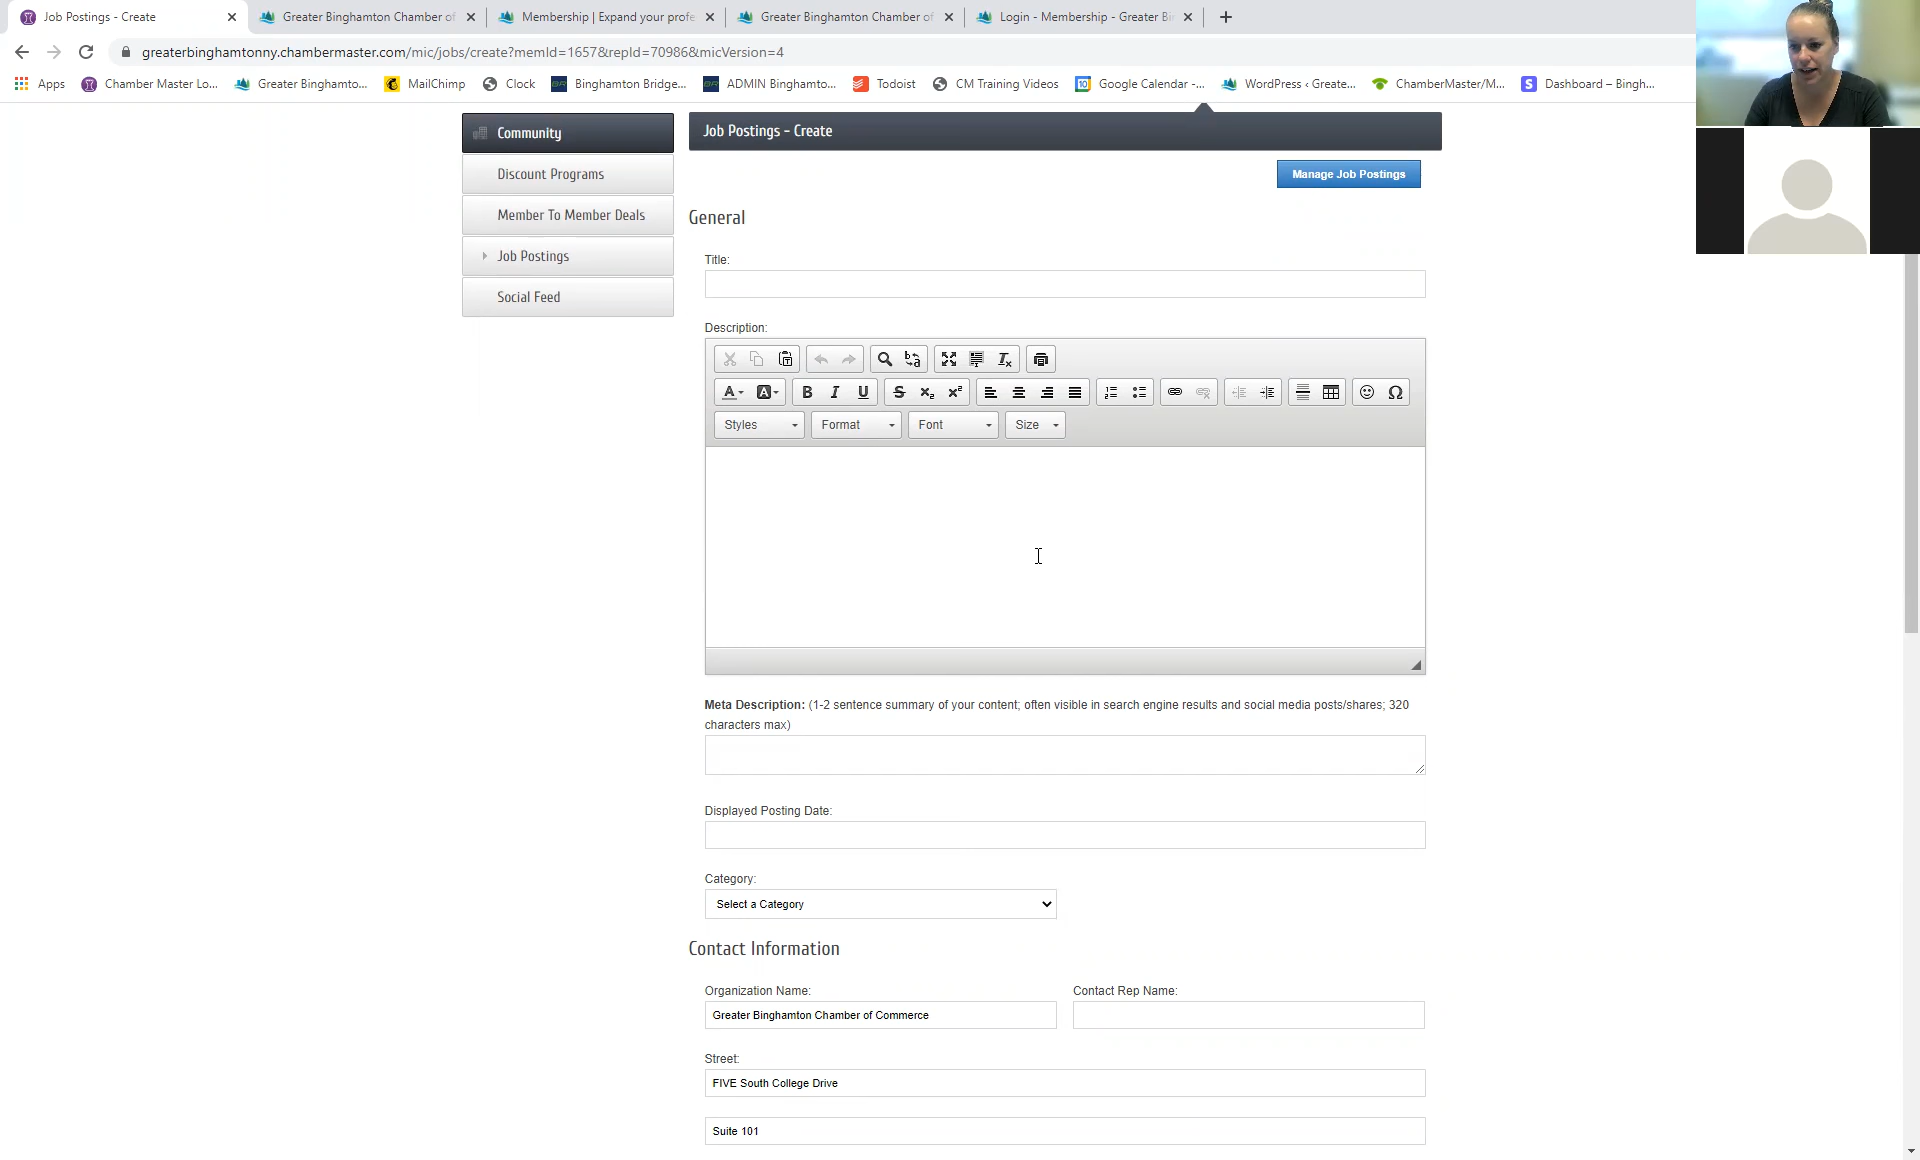 Job Postings - Create
Greater Binghamton Chamber of
Membership | Expand your profe
Greater Binghamton Chamber of
Login - Membership - Greater Bi
greaterbinghamtonny.chambermaster.com/mic/jobs/create?memId=1657&repId=70986&micVersion=4
Apps
Chamber Master Lo...
Greater Binghamto...
MailChimp
Clock
Binghamton Bridge...
ADMIN Binghamto...
Todoist
CM Training Videos
Google Calendar -...
WordPress ‹ Greate...
ChamberMaster/M...
Dashboard – Bingh...
Community
Discount Programs
Member To Member Deals
Job Postings
Social Feed
Job Postings - Create
Manage Job Postings
General
Title:
Description:
Styles
Format
Font
Size
Meta Description: (1-2 sentence summary of your content; often visible in search engine results and social media posts/shares; 320
characters max)
Displayed Posting Date:
Category:
Select a Category
Contact Information
Organization Name:
Contact Rep Name:
Greater Binghamton Chamber of Commerce
Street:
FIVE South College Drive
Suite 101